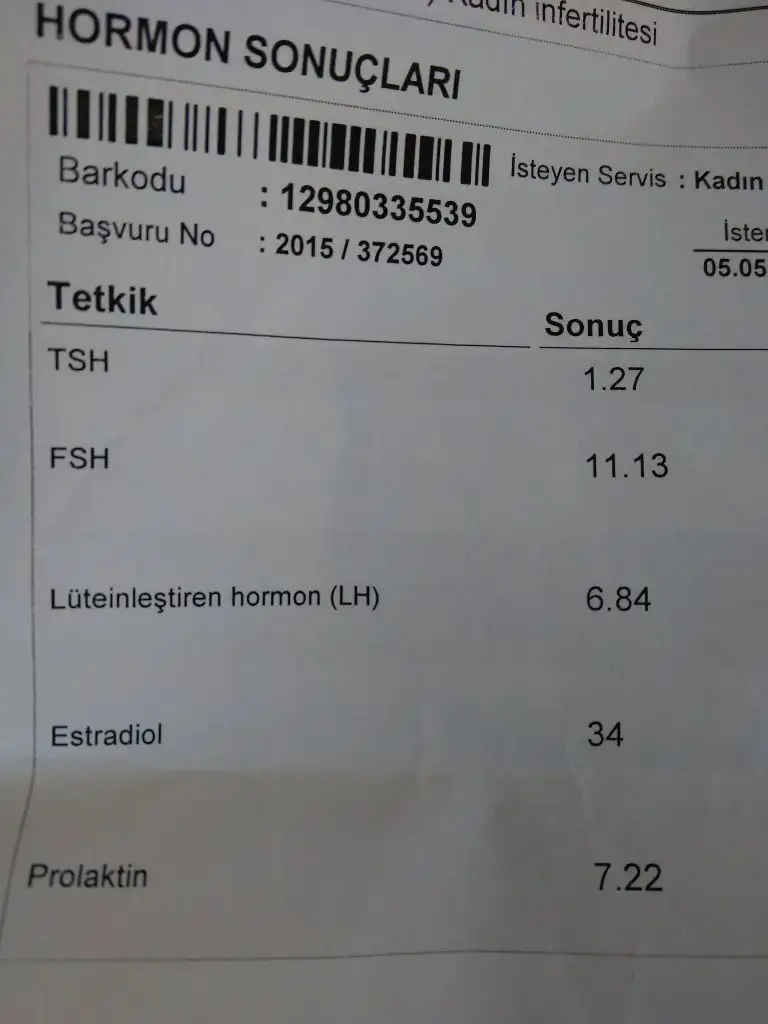 Kadın infertilitesi
HORMON SONUÇLARI
İsteyen Servis : Kadın
Barkodu : 12980335539
Başvuru No : 2015 / 372569
05.05
Tetkik Sonuç
TSH 1.27
FSH 11.13
Lüteinleştiren hormon (LH) 6.84
Estradiol 34
Prolaktin 7.22